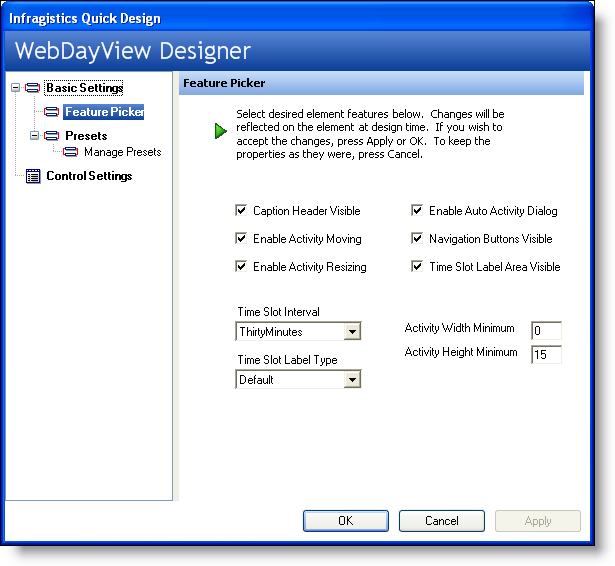 Infragistics Quick Design
WebDayView Designer
Basic Settings
Feature Picker
Presets
Manage Presets
Control Settings
Feature Picker
Select desired element features below. Changes will be
reflected on the element at design time. If you wish to
accept the changes, press Apply or OK. To keep the
properties as they were, press Cancel.
Caption Header Visible
Enable Auto Activity Dialog
Enable Activity Moving
Navigation Buttons Visible
Enable Activity Resizing
Time Slot Label Area Visible
Time Slot Interval
ThirtyMinutes
Activity Width Minimum 0
Activity Height Minimum 15
Time Slot Label Type
Default
OK
Cancel
Apply